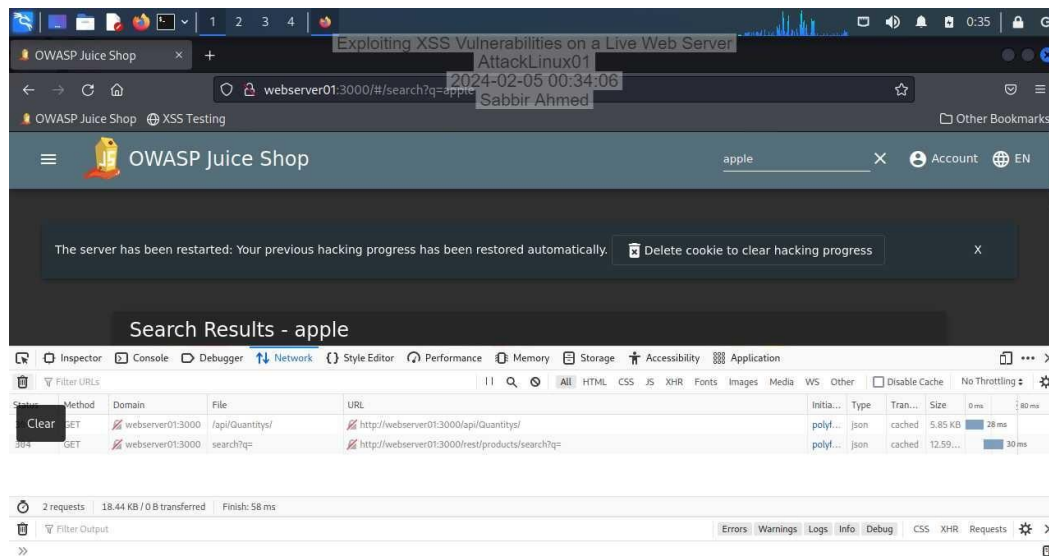 1 2 3 4
0:35
OWASP Juice Shop
Exploiting XSS Vulnerabilities on a Live Web Server
AttackLinux01
2024-02-05 00:34:06
Sabbir Ahmed
webserver01:3000/#/search?q=apple
OWASP Juice Shop XSS Testing Other Bookmarks
OWASP Juice Shop apple Account EN
The server has been restarted: Your previous hacking progress has been restored automatically. Delete cookie to clear hacking progress X
Search Results - apple
Inspector Console Debugger Network Style Editor Performance Memory Storage Accessibility Application
Filter URLs All HTML CSS JS XHR Fonts Images Media WS Other Disable Cache No Throttling
Status Method Domain File URL Initia... Type Tran... Size 0 ms 80 ms
Clear GET webserver01:3000 /api/Quantitys/ http://webserver01:3000/api/Quantitys/ polyf... json cached 5.85 KB 28 ms
304 GET webserver01:3000 search?q= http://webserver01:3000/rest/products/search?q= polyf... json cached 12.59... 30 ms
2 requests 18.44 KB / 0 B transferred Finish: 58 ms
Filter Output Errors Warnings Logs Info Debug CSS XHR Requests